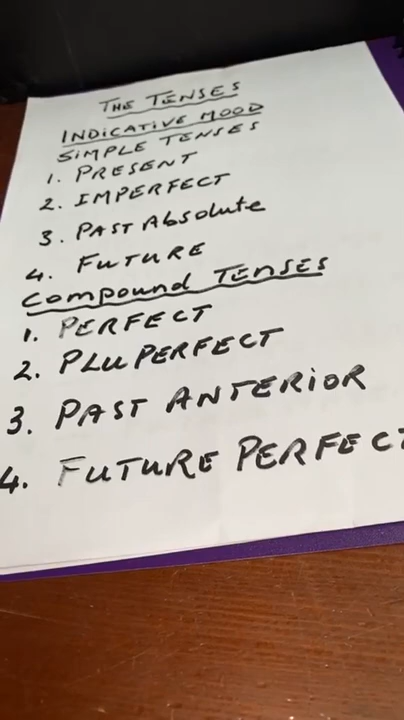 THE TENSES
INDICATIVE MOOD
SIMPLE TENSES
1. PRESENT
2. IMPERFECT
3. PAST Absolute
4. FUTURE
Compound TENSES
1. PERFECT
2. PLUPERFECT
3. PAST ANTERIOR
4. FUTURE PERFECT